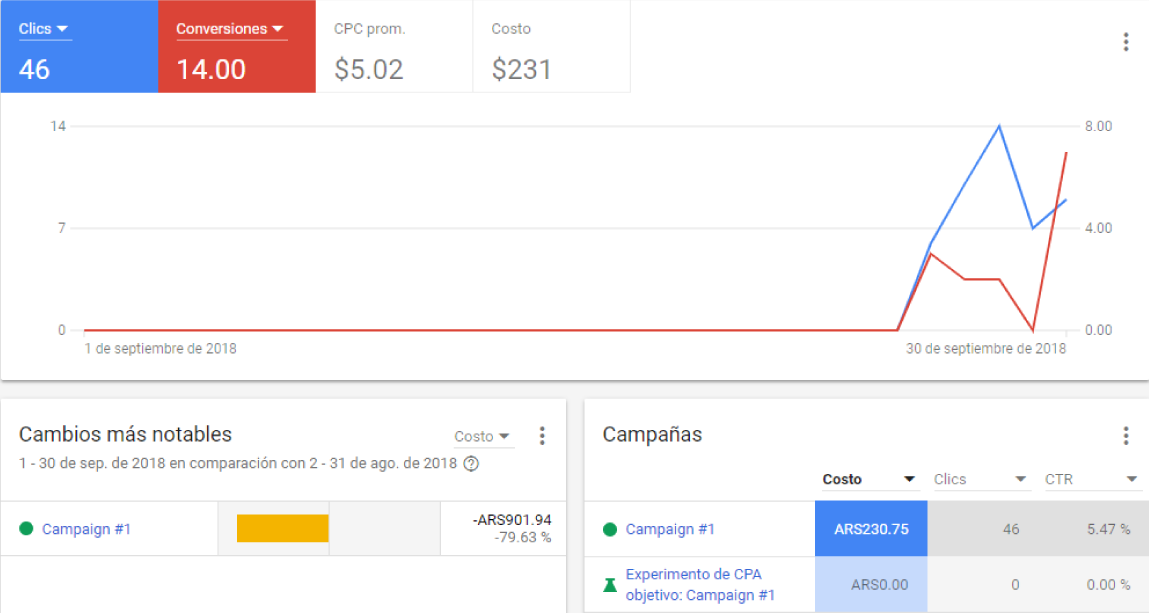 Clics Conversiones CPC prom. Costo
46 14.00 $5.02 $231
14 8.00
7 4.00
0 0.00
1 de septiembre de 2018 30 de septiembre de 2018
Cambios más notables Costo
1 - 30 de sep. de 2018 en comparación con 2 - 31 de ago. de 2018 ?
Campaign #1 -ARS901.94
-79.63 %
Campañas
Costo Clics CTR
Campaign #1 ARS230.75 46 5.47 %
Experimento de CPA
objetivo: Campaign #1 ARS0.00 0 0.00 %